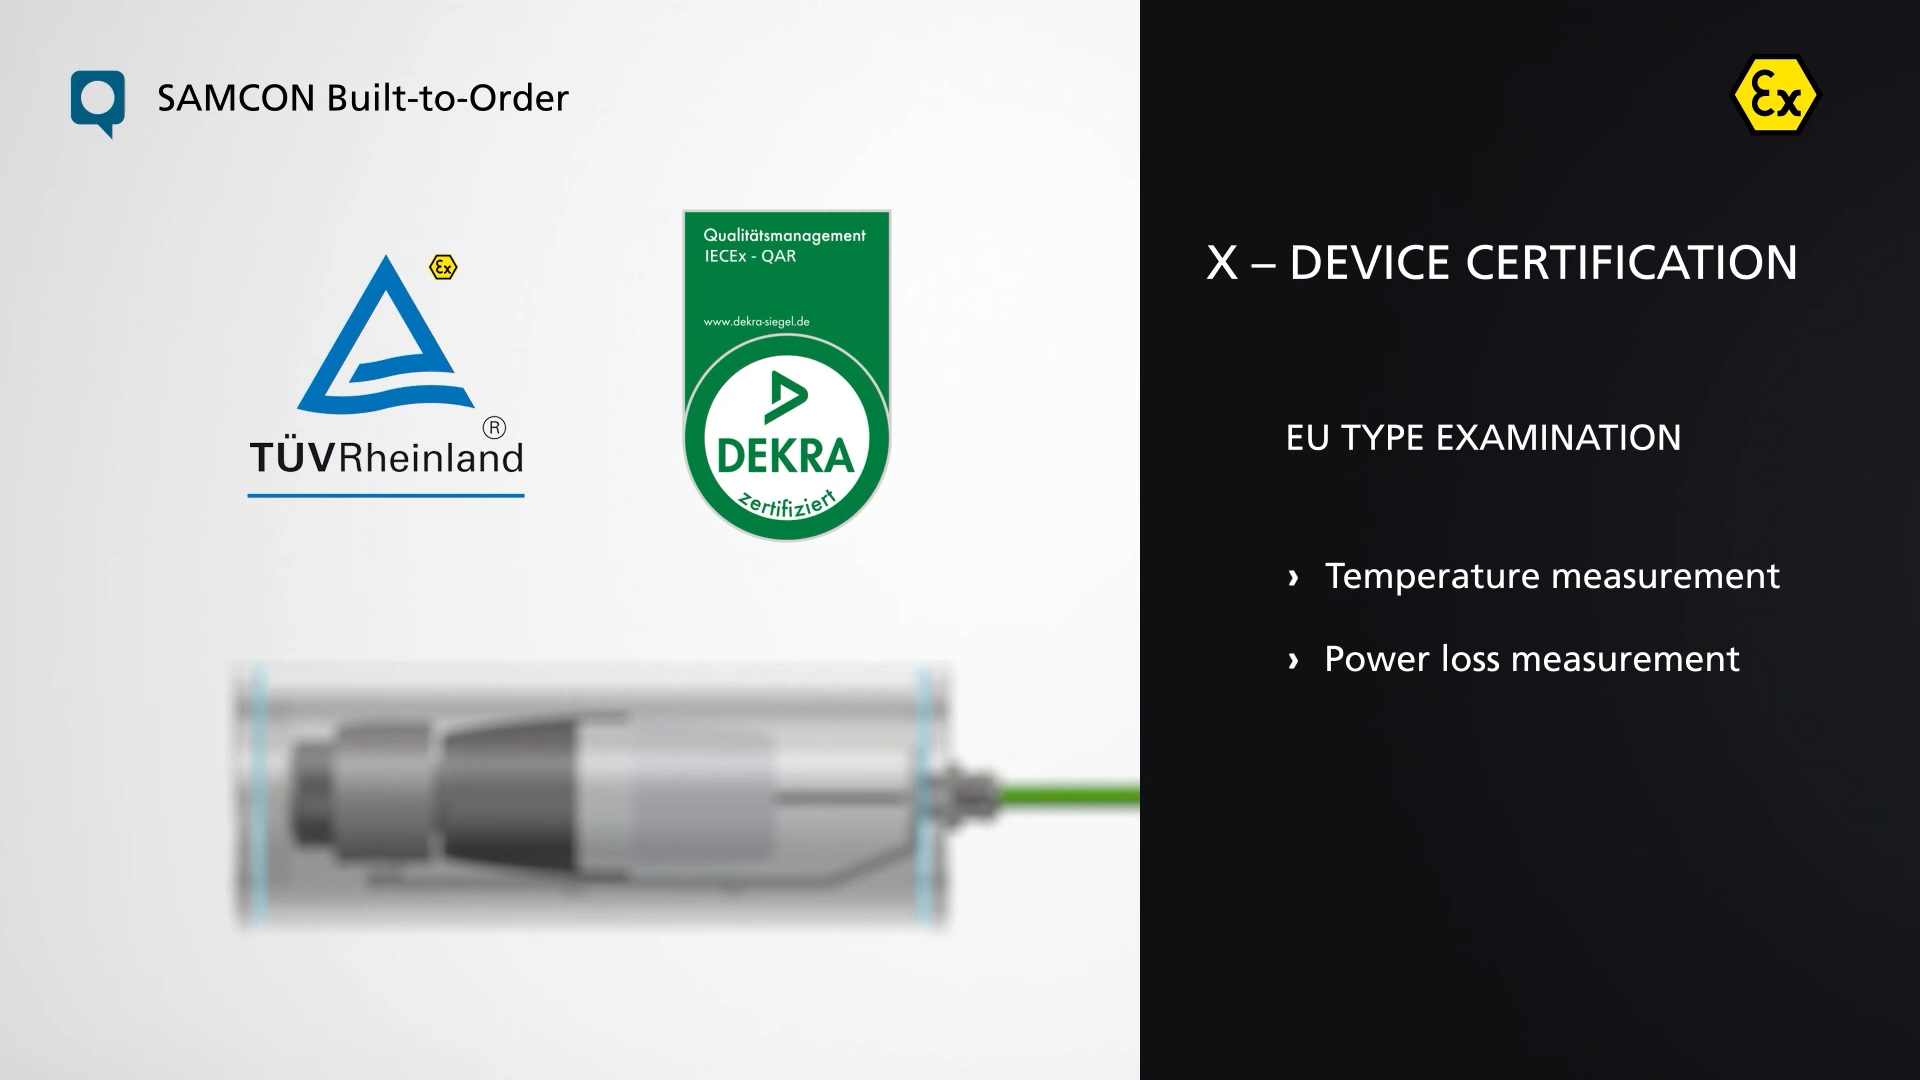 SAMCON Built-to-Order
Ex
Qualitätsmanagement
IECEx - QAR
www.dekra-siegel.de
DEKRA
zertifiziert
Ex
®
TÜVRheinland
X – DEVICE CERTIFICATION
EU TYPE EXAMINATION
› Temperature measurement
› Power loss measurement